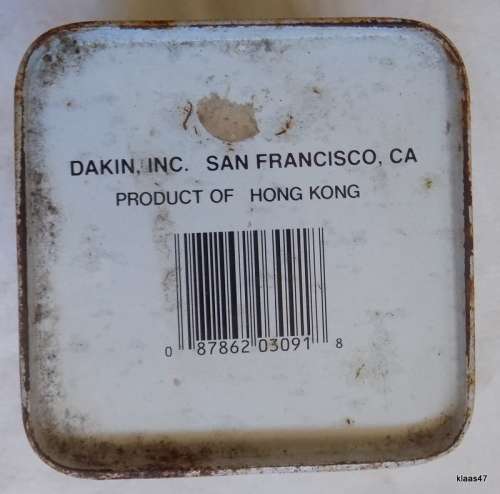 DAKIN, INC. SAN FRANCISCO, CA
PRODUCT OF HONG KONG
0 87862 03091 8
klaas47